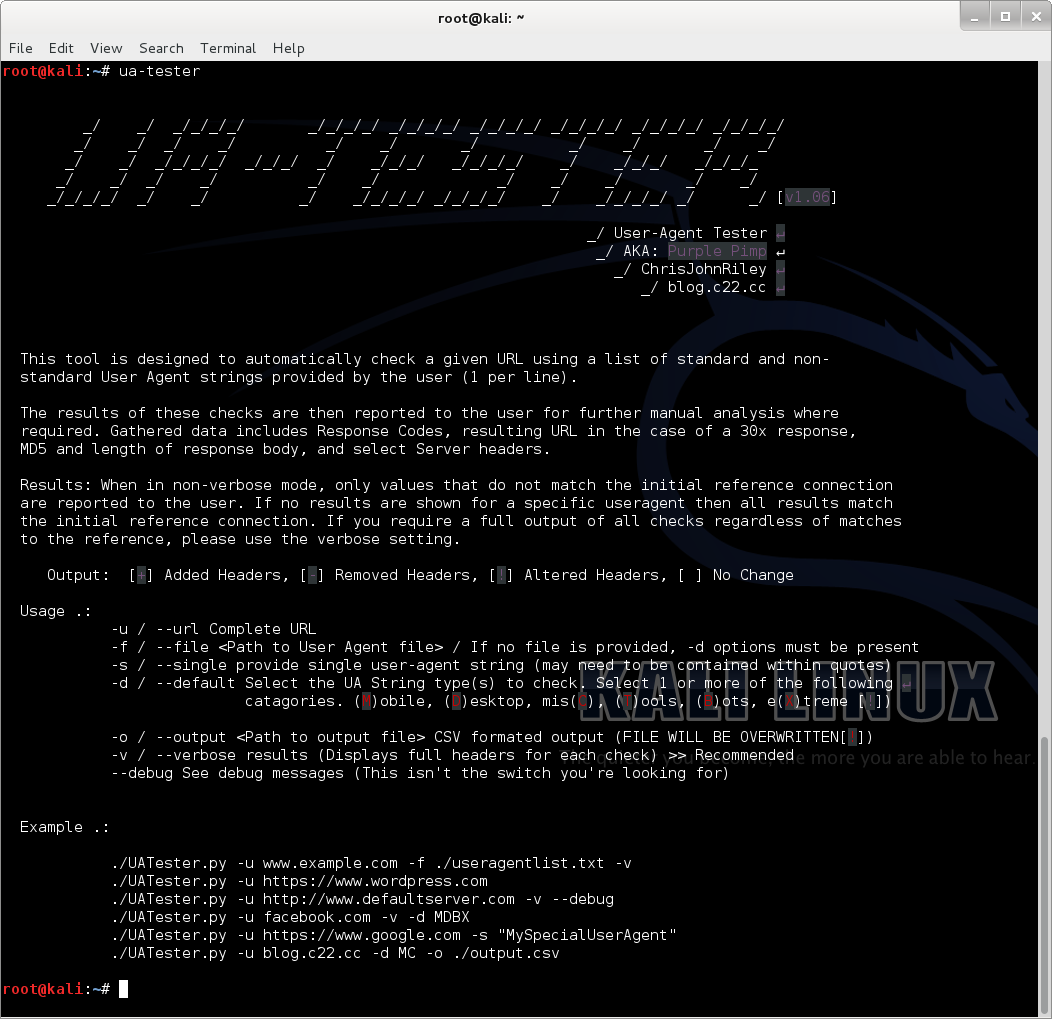 root@kali: ~
File Edit View Search Terminal Help
root@kali:~# ua-tester
UA-Tester [v1.06]
_/ User-Agent Tester ↵
_/ AKA: Purple Pimp ↵
_/ ChrisJohnRiley ↵
_/ blog.c22.cc ↵
This tool is designed to automatically check a given URL using a list of standard and non-
standard User Agent strings provided by the user (1 per line).
The results of these checks are then reported to the user for further manual analysis where
required. Gathered data includes Response Codes, resulting URL in the case of a 30x response,
MD5 and length of response body, and select Server headers.
Results: When in non-verbose mode, only values that do not match the initial reference connection
are reported to the user. If no results are shown for a specific useragent then all results match
the initial reference connection. If you require a full output of all checks regardless of matches
to the reference, please use the verbose setting.
Output: [+] Added Headers, [-] Removed Headers, [!] Altered Headers, [ ] No Change
Usage .:
-u / --url Complete URL
-f / --file <Path to User Agent file> / If no file is provided, -d options must be present
-s / --single provide single user-agent string (may need to be contained within quotes)
-d / --default Select the UA String type(s) to check. Select 1 or more of the following ↵
catagories. ( )obile, ( )esktop, mis( ), ( )ools, ( )ots, e( )treme [!])
-o / --output <Path to output file> CSV formated output (FILE WILL BE OVERWRITTEN[!])
-v / --verbose results (Displays full headers for each check) >> Recommended
--debug See debug messages (This isn't the switch you're looking for)
KALI LINUX
The quieter you become, the more you are able to hear.
Example .:
./UATester.py -u www.example.com -f ./useragentlist.txt -v
./UATester.py -u https://www.wordpress.com
./UATester.py -u http://www.defaultserver.com -v --debug
./UATester.py -u facebook.com -v -d MDBX
./UATester.py -u https://www.google.com -s "MySpecialUserAgent"
./UATester.py -u blog.c22.cc -d MC -o ./output.csv
root@kali:~#